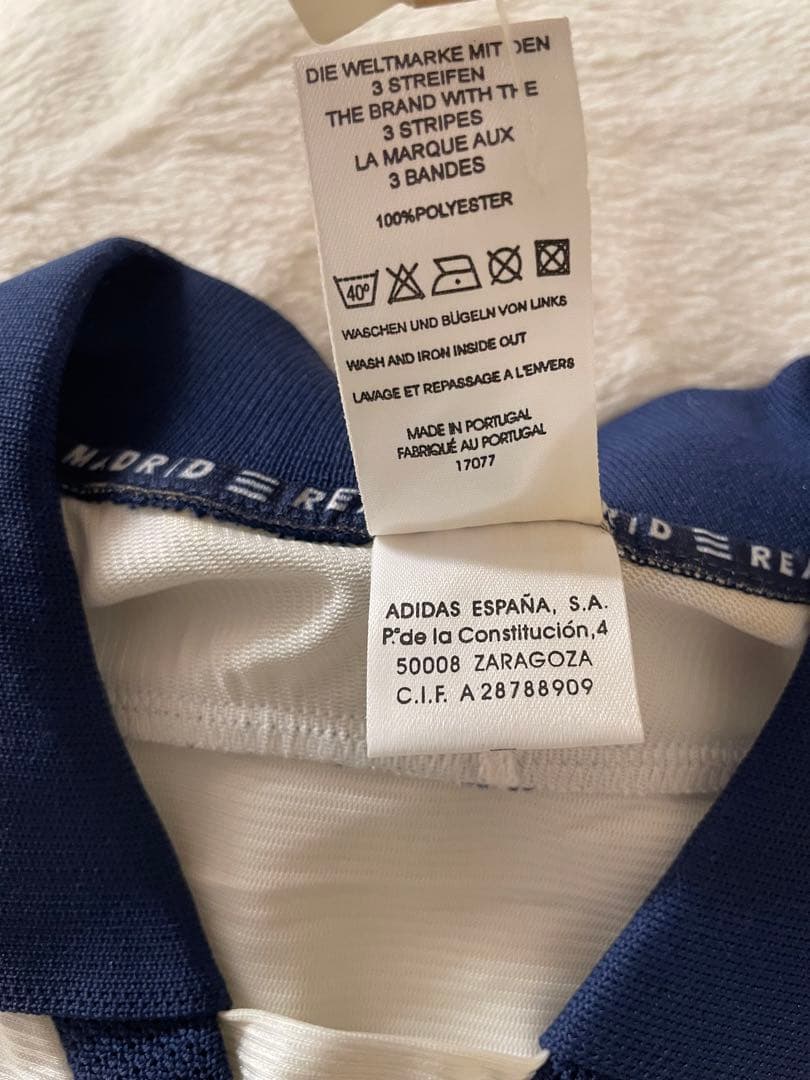 DIE WELTMARKE MIT DEN
3 STREIFEN
THE BRAND WITH THE
3 STRIPES
LA MARQUE AUX
3 BANDES
100%POLYESTER
40°
WASCHEN UND BÜGELN VON LINKS
WASH AND IRON INSIDE OUT
LAVAGE ET REPASSAGE A L'ENVERS
MADE IN PORTUGAL
FABRIQUÉ AU PORTUGAL
17077
MADRID
ADIDAS ESPAÑA, S.A.
P.º de la Constitución,4
50008 ZARAGOZA
C.I.F. A 28788909